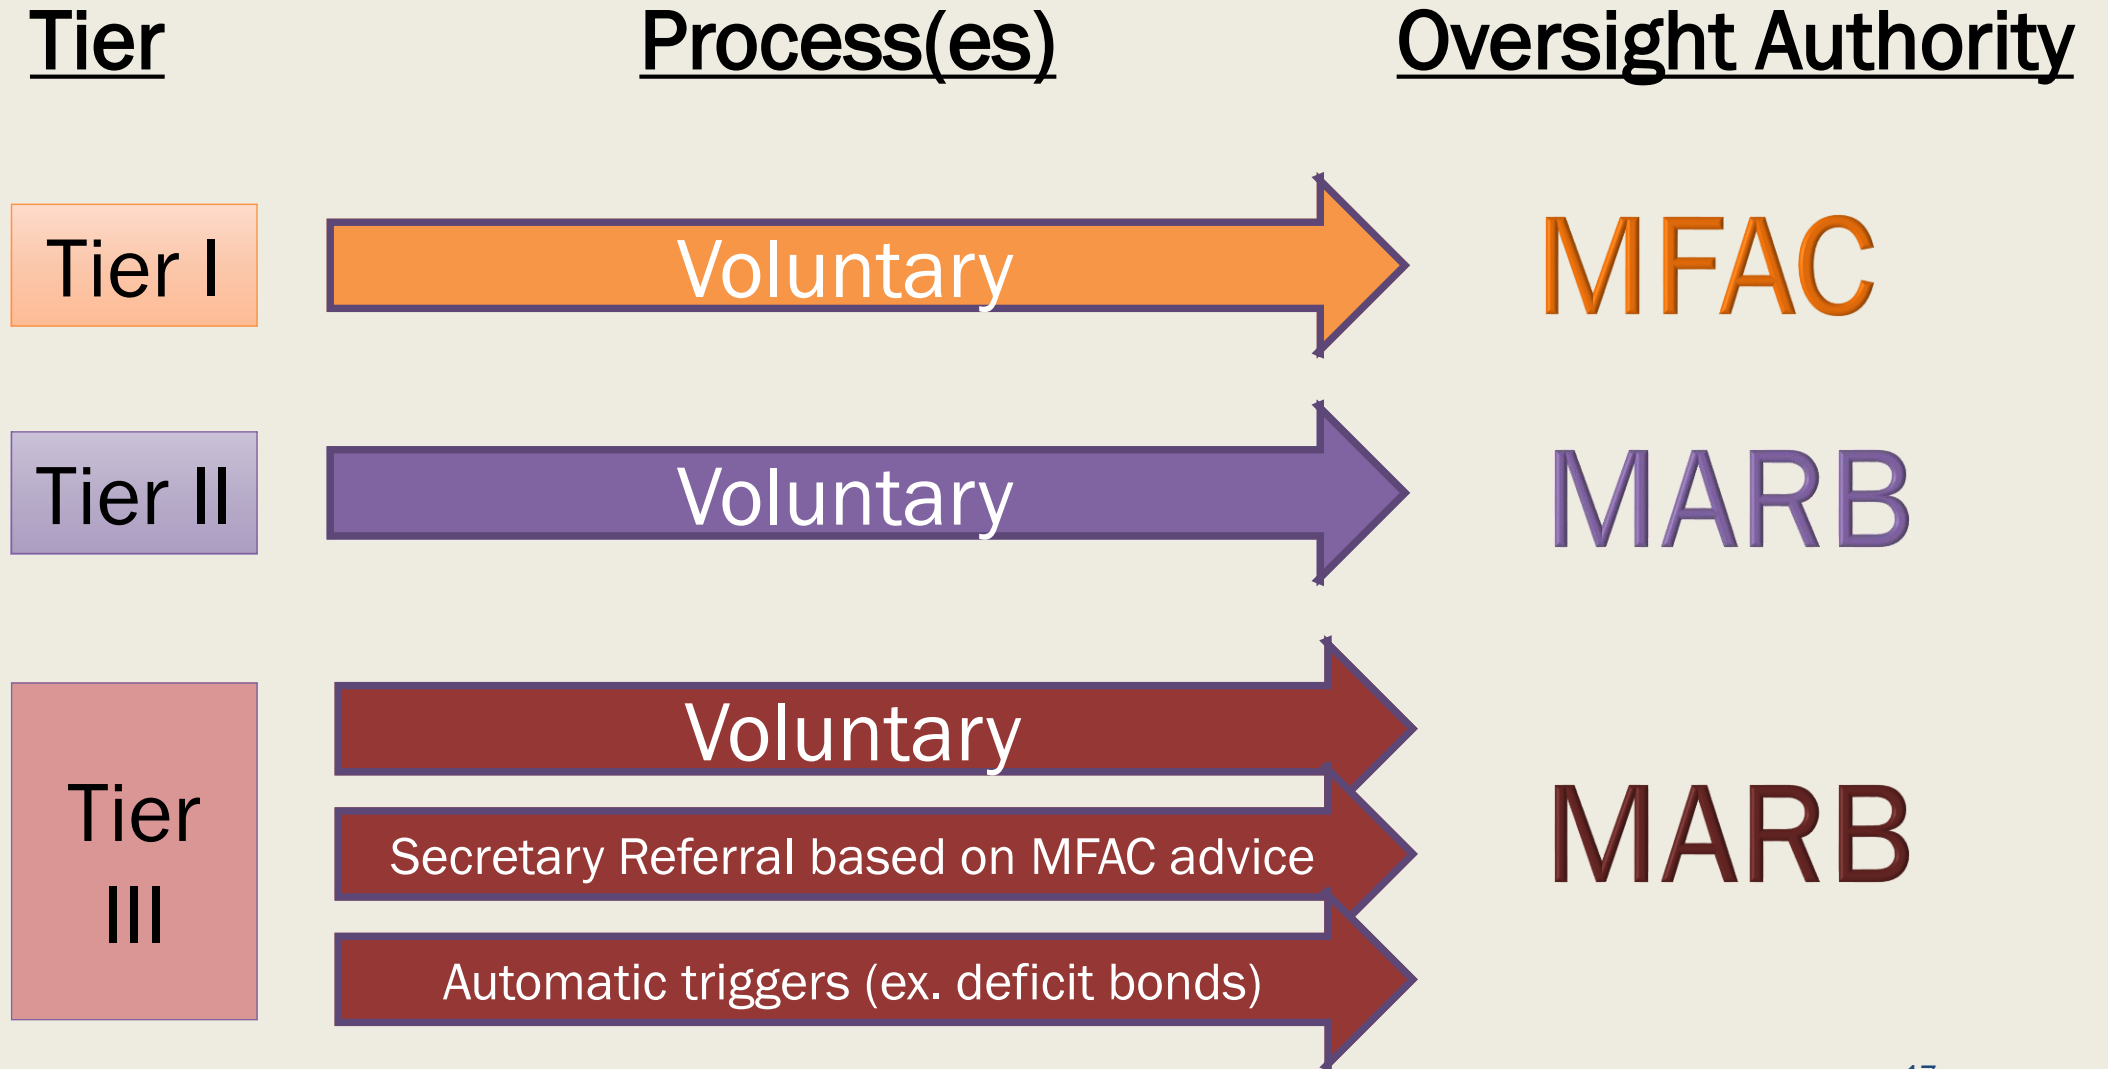 Tier Process(es) Oversight Authority
Tier I Voluntary MFAC
Tier II Voluntary MARB
Voluntary
Tier
III
Secretary Referral based on MFAC advice
Automatic triggers (ex. deficit bonds)
MARB